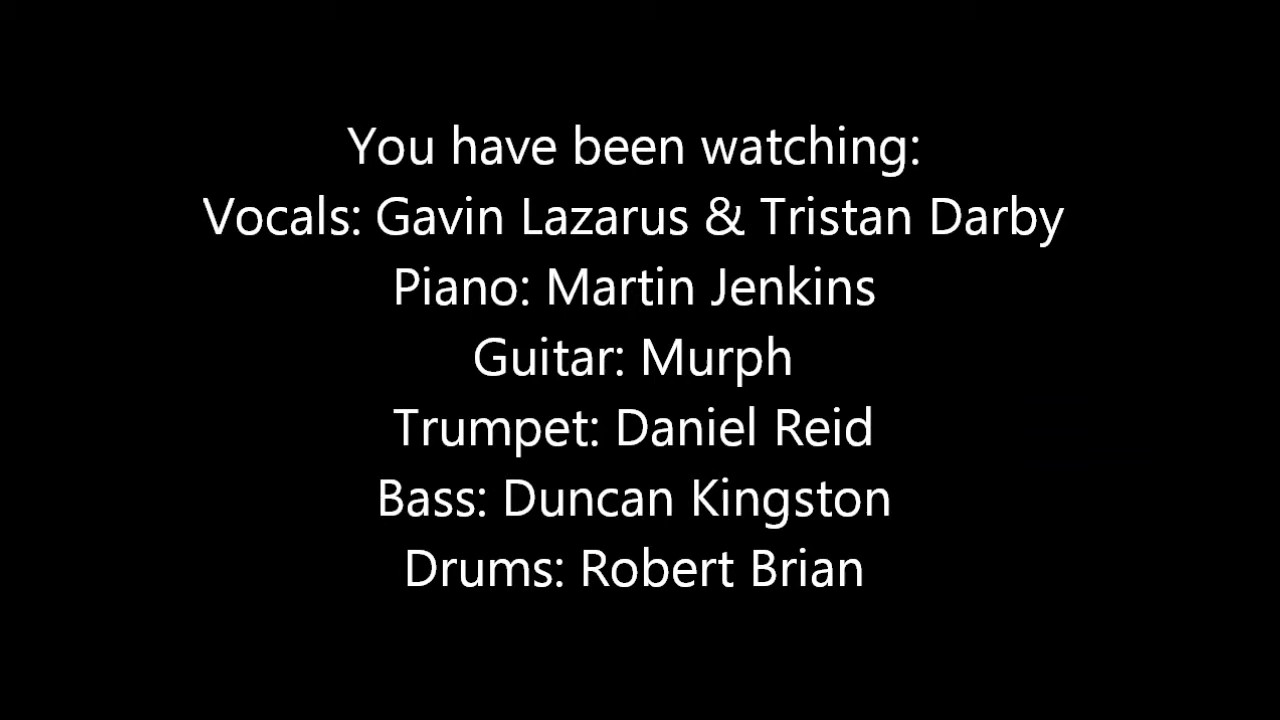 You have been watching:
Vocals: Gavin Lazarus & Tristan Darby
Piano: Martin Jenkins
Guitar: Murph
Trumpet: Daniel Reid
Bass: Duncan Kingston
Drums: Robert Brian